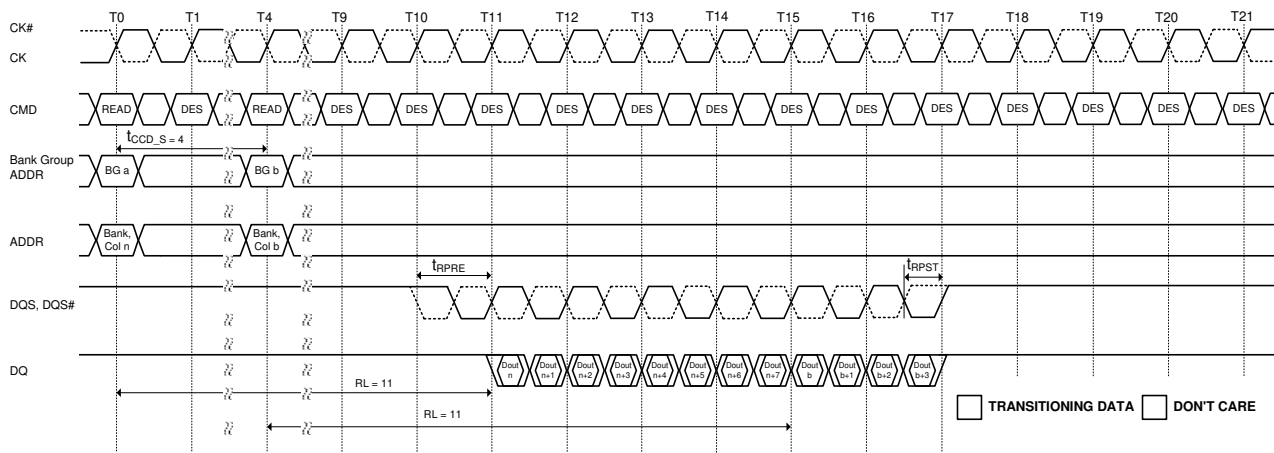 T0 T1 T4 T9 T10 T11 T12 T13 T14 T15 T16 T17 T18 T19 T20 T21
CK#
CK
CMD READ DES READ DES DES DES DES DES DES DES DES DES DES DES DES DES
tCCD_S = 4
Bank Group
ADDR
BG a BG b
ADDR
Bank, Bank,
Col n Col b
tRPRE tRPST
DQS, DQS#
DQ
Dout Dout Dout Dout Dout Dout Dout Dout Dout Dout Dout Dout
n n+1 n+2 n+3 n+4 n+5 n+6 n+7 b b+1 b+2 b+3
RL = 11
RL = 11
TRANSITIONING DATA DON'T CARE